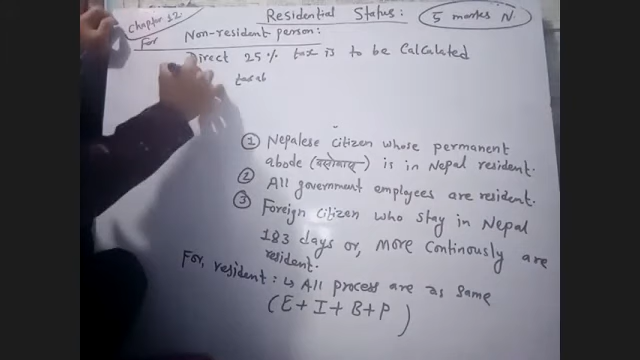 Chapter 12
Residential Status:
5 marks N.
For Non-resident person:
Direct 25% tax is to be calculated
taxab
① Nepalese citizen whose permanent
abode (बसोबास) is in Nepal resident.
② All government employees are resident.
③ Foreign citizen who stay in Nepal
183 days or, more continously are
resident.
For, resident: ↳ All process are as same
(E+I+B+P)